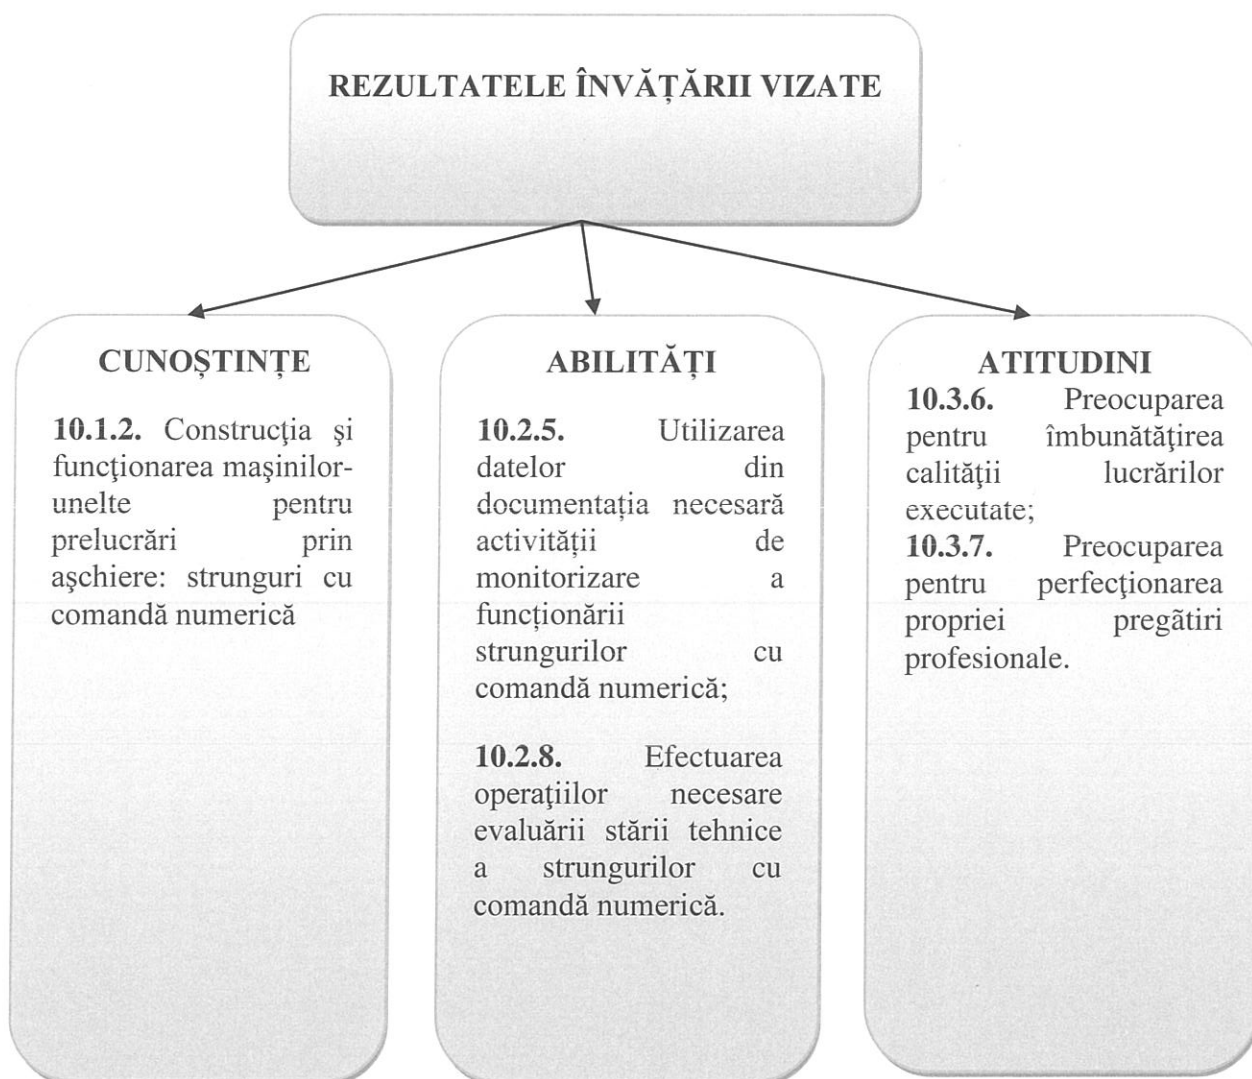 REZULTATELE ÎNVĂȚĂRII VIZATE
CUNOȘTINȚE
10.1.2. Construcţia şi
funcţionarea maşinilor-
unelte pentru
prelucrări prin
aşchiere: strunguri cu
comandă numerică
ABILITĂȚI
10.2.5. Utilizarea
datelor din
documentația necesară
activității de
monitorizare a
funcționării
strungurilor cu
comandă numerică;
10.2.8. Efectuarea
operaţiilor necesare
evaluării stării tehnice
a strungurilor cu
comandă numerică.
ATITUDINI
10.3.6. Preocuparea
pentru îmbunătăţirea
calităţii lucrărilor
executate;
10.3.7. Preocuparea
pentru perfecţionarea
propriei pregãtiri
profesionale.